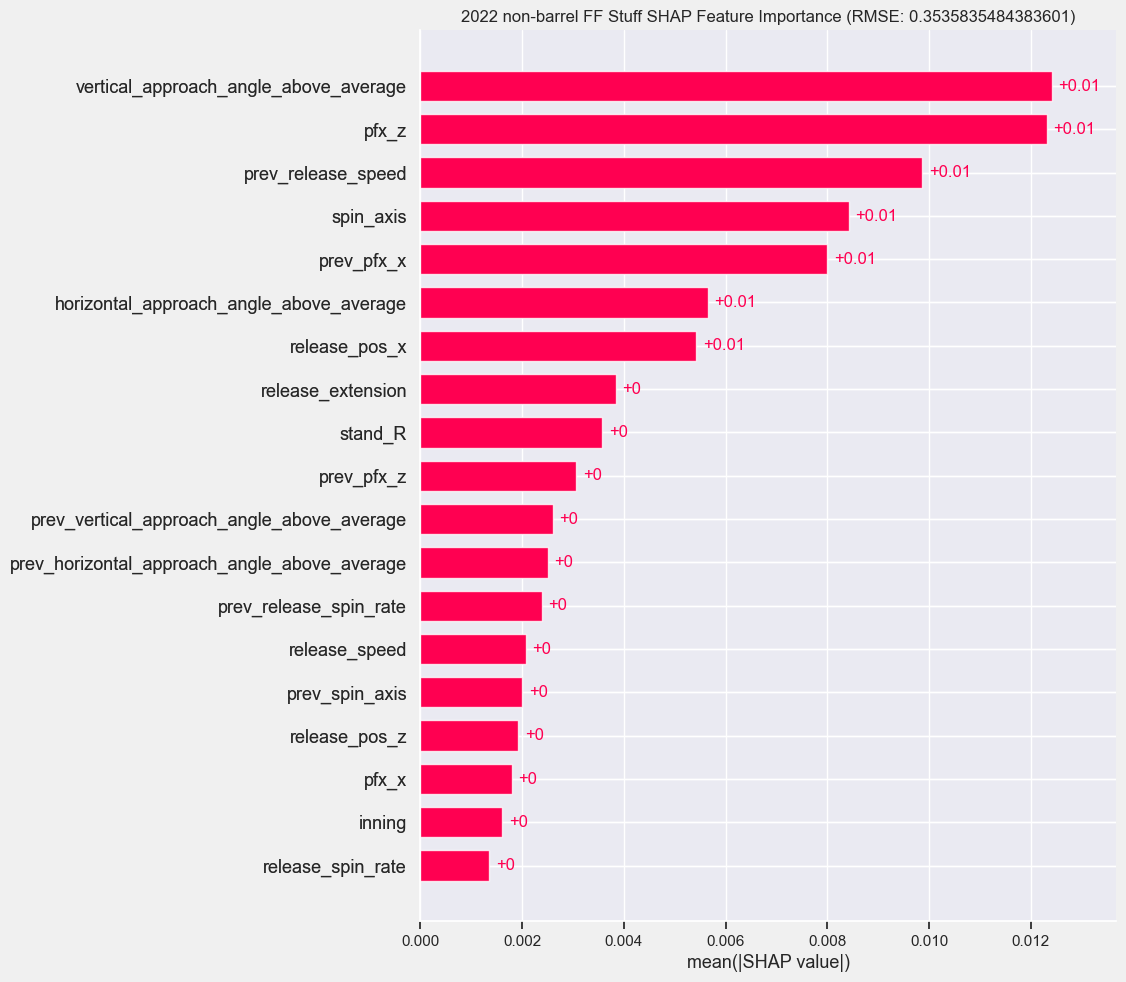 2022 non-barrel FF Stuff SHAP Feature Importance (RMSE: 0.3535835484383601)
vertical_approach_angle_above_average +0.01
pfx_z +0.01
prev_release_speed +0.01
spin_axis +0.01
prev_pfx_x +0.01
horizontal_approach_angle_above_average +0.01
release_pos_x +0.01
release_extension +0
stand_R +0
prev_pfx_z +0
prev_vertical_approach_angle_above_average +0
prev_horizontal_approach_angle_above_average +0
prev_release_spin_rate +0
release_speed +0
prev_spin_axis +0
release_pos_z +0
pfx_x +0
inning +0
release_spin_rate +0
0.000 0.002 0.004 0.006 0.008 0.010 0.012
mean(|SHAP value|)